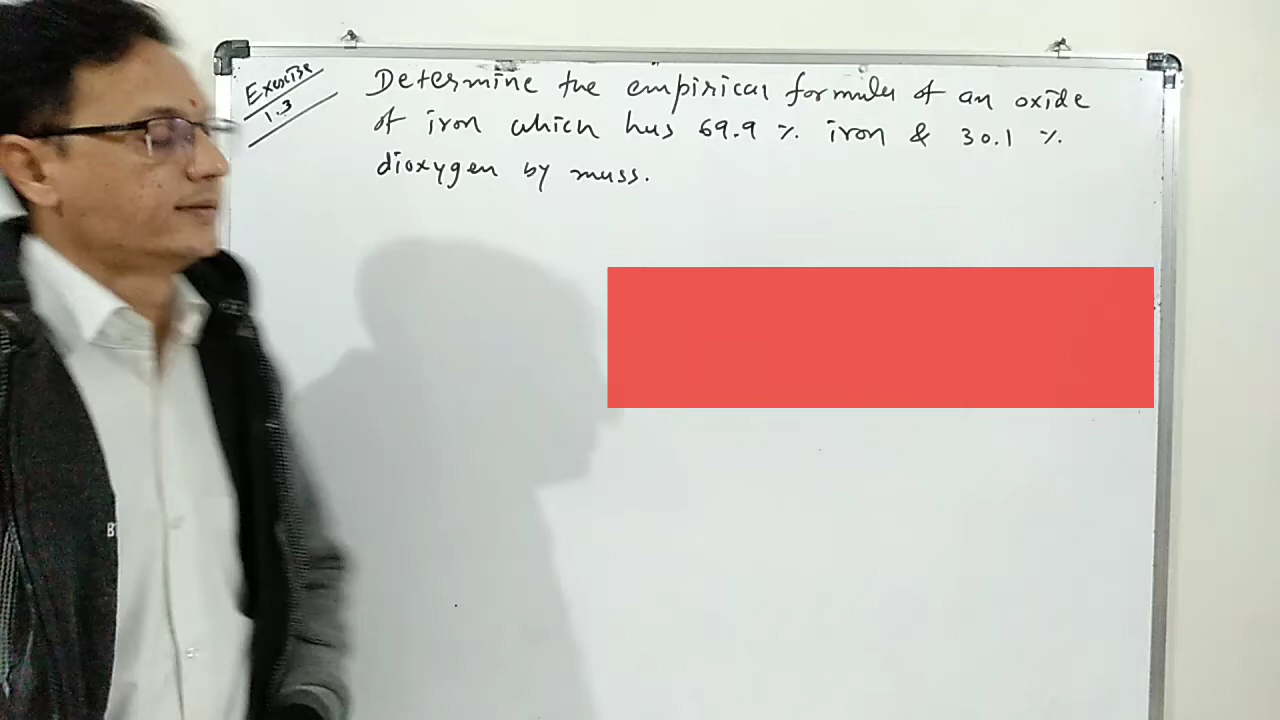 Exercise
1.3
Determine the empirical formula of an oxide
of iron which has 69.9 % iron & 30.1 %
dioxygen by mass.